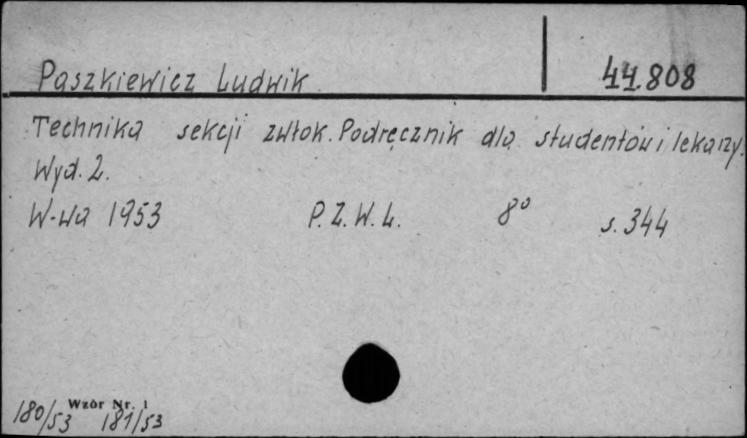 Paszkiewicz Ludwik 44.808
Technika sekcji zwłok. Podręcznik dla studentów i lekarzy.
Wyd. 2.
W-wa 1953 P.Z.W.L. 8° s. 344
Wzór Nr. 1
180/53 181/53